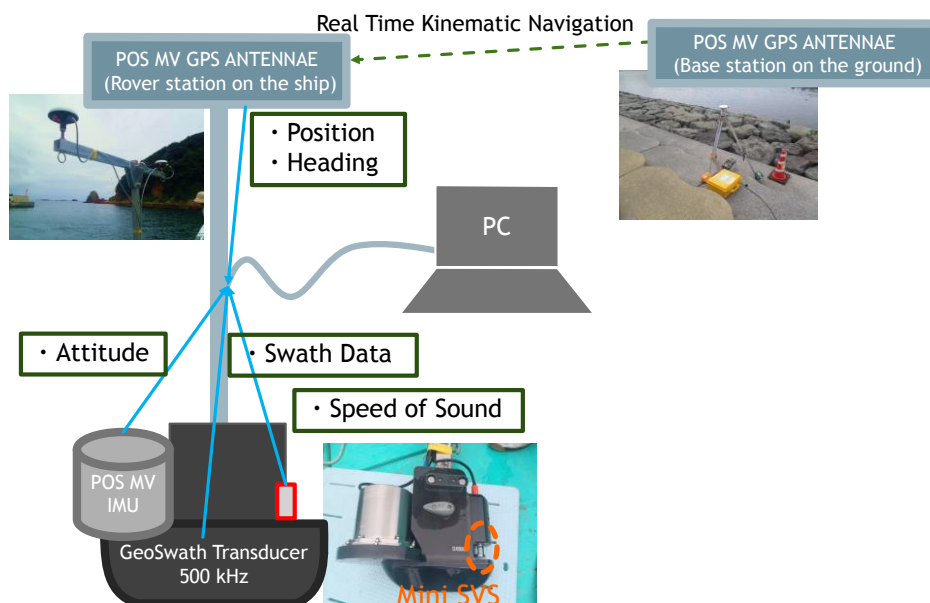 Real Time Kinematic Navigation
POS MV GPS ANTENNAE
(Rover station on the ship)
POS MV GPS ANTENNAE
(Base station on the ground)
・Position
・Heading
PC
・Attitude
・Swath Data
・Speed of Sound
POS MV
IMU
GeoSwath Transducer
500 kHz
Mini SVS